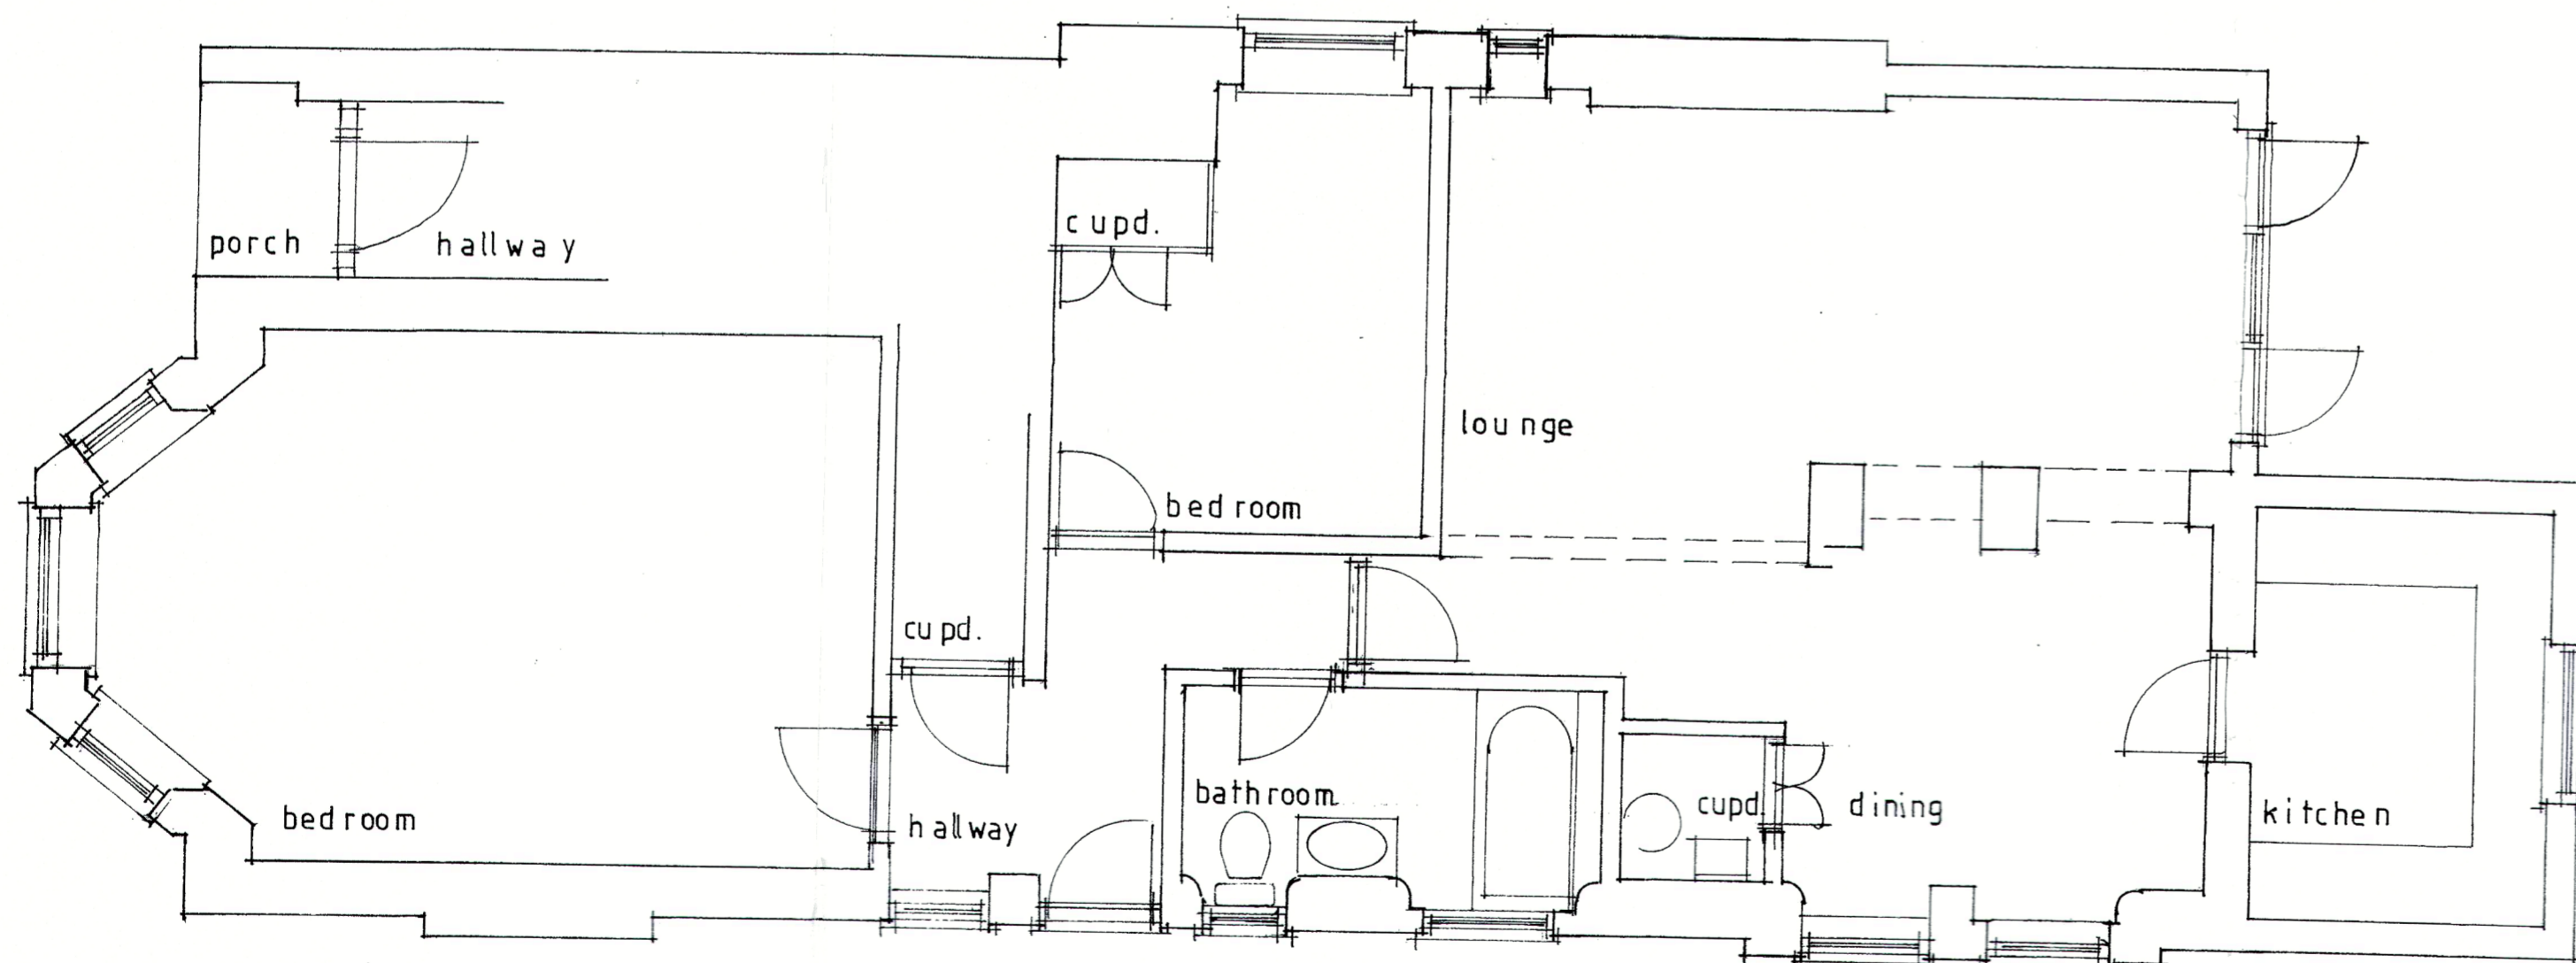 porch
hallway
cupd.
lounge
bedroom
cupd.
bathroom
cupd.
dining
kitchen
bedroom
hallway